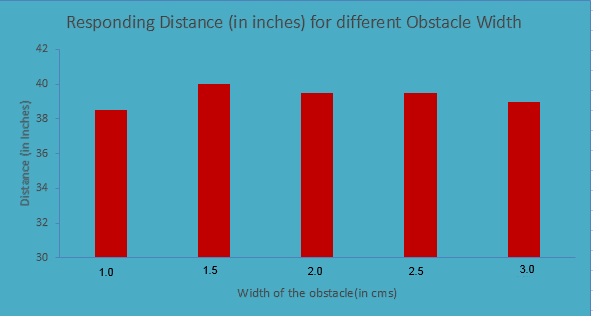 Responding Distance (in inches) for different Obstacle Width
42
40
38
36
34
32
30
Distance (in Inches)
1.0 1.5 2.0 2.5 3.0
Width of the obstacle(in cms)